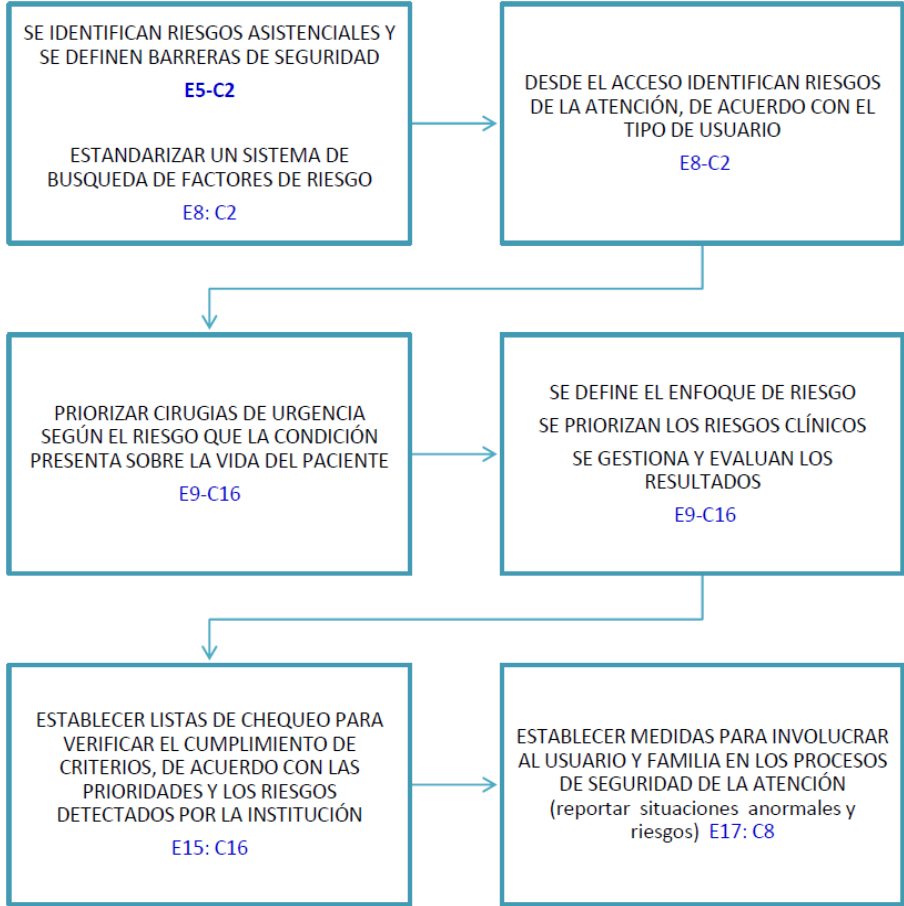 SE IDENTIFICAN RIESGOS ASISTENCIALES Y
SE DEFINEN BARRERAS DE SEGURIDAD
E5-C2
ESTANDARIZAR UN SISTEMA DE
BUSQUEDA DE FACTORES DE RIESGO
E8: C2
DESDE EL ACCESO IDENTIFICAN RIESGOS
DE LA ATENCIÓN, DE ACUERDO CON EL
TIPO DE USUARIO
E8-C2
PRIORIZAR CIRUGIAS DE URGENCIA
SEGÚN EL RIESGO QUE LA CONDICIÓN
PRESENTA SOBRE LA VIDA DEL PACIENTE
E9-C16
SE DEFINE EL ENFOQUE DE RIESGO
SE PRIORIZAN LOS RIESGOS CLÍNICOS
SE GESTIONA Y EVALUAN LOS
RESULTADOS
E9-C16
ESTABLECER LISTAS DE CHEQUEO PARA
VERIFICAR EL CUMPLIMIENTO DE
CRITERIOS, DE ACUERDO CON LAS
PRIORIDADES Y LOS RIESGOS
DETECTADOS POR LA INSTITUCIÓN
E15: C16
ESTABLECER MEDIDAS PARA INVOLUCRAR
AL USUARIO Y FAMILIA EN LOS PROCESOS
DE SEGURIDAD DE LA ATENCIÓN
(reportar situaciones anormales y
riesgos) E17: C8